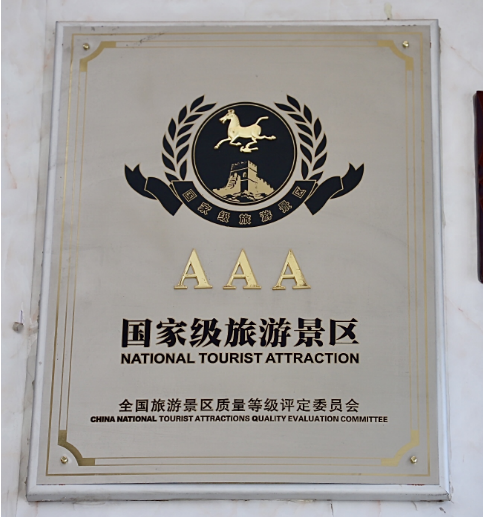 国家级旅游景区
AAA
国家级旅游景区
NATIONAL TOURIST ATTRACTION
全国旅游景区质量等级评定委员会
CHINA NATIONAL TOURIST ATTRACTIONS QUALITY EVALUATION COMMITTEE